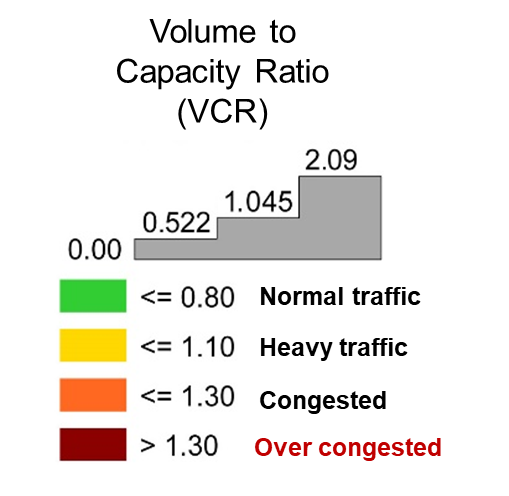 Volume to
Capacity Ratio
(VCR)
2.09
1.045
0.522
0.00
<= 0.80 Normal traffic
<= 1.10 Heavy traffic
<= 1.30 Congested
> 1.30 Over congested